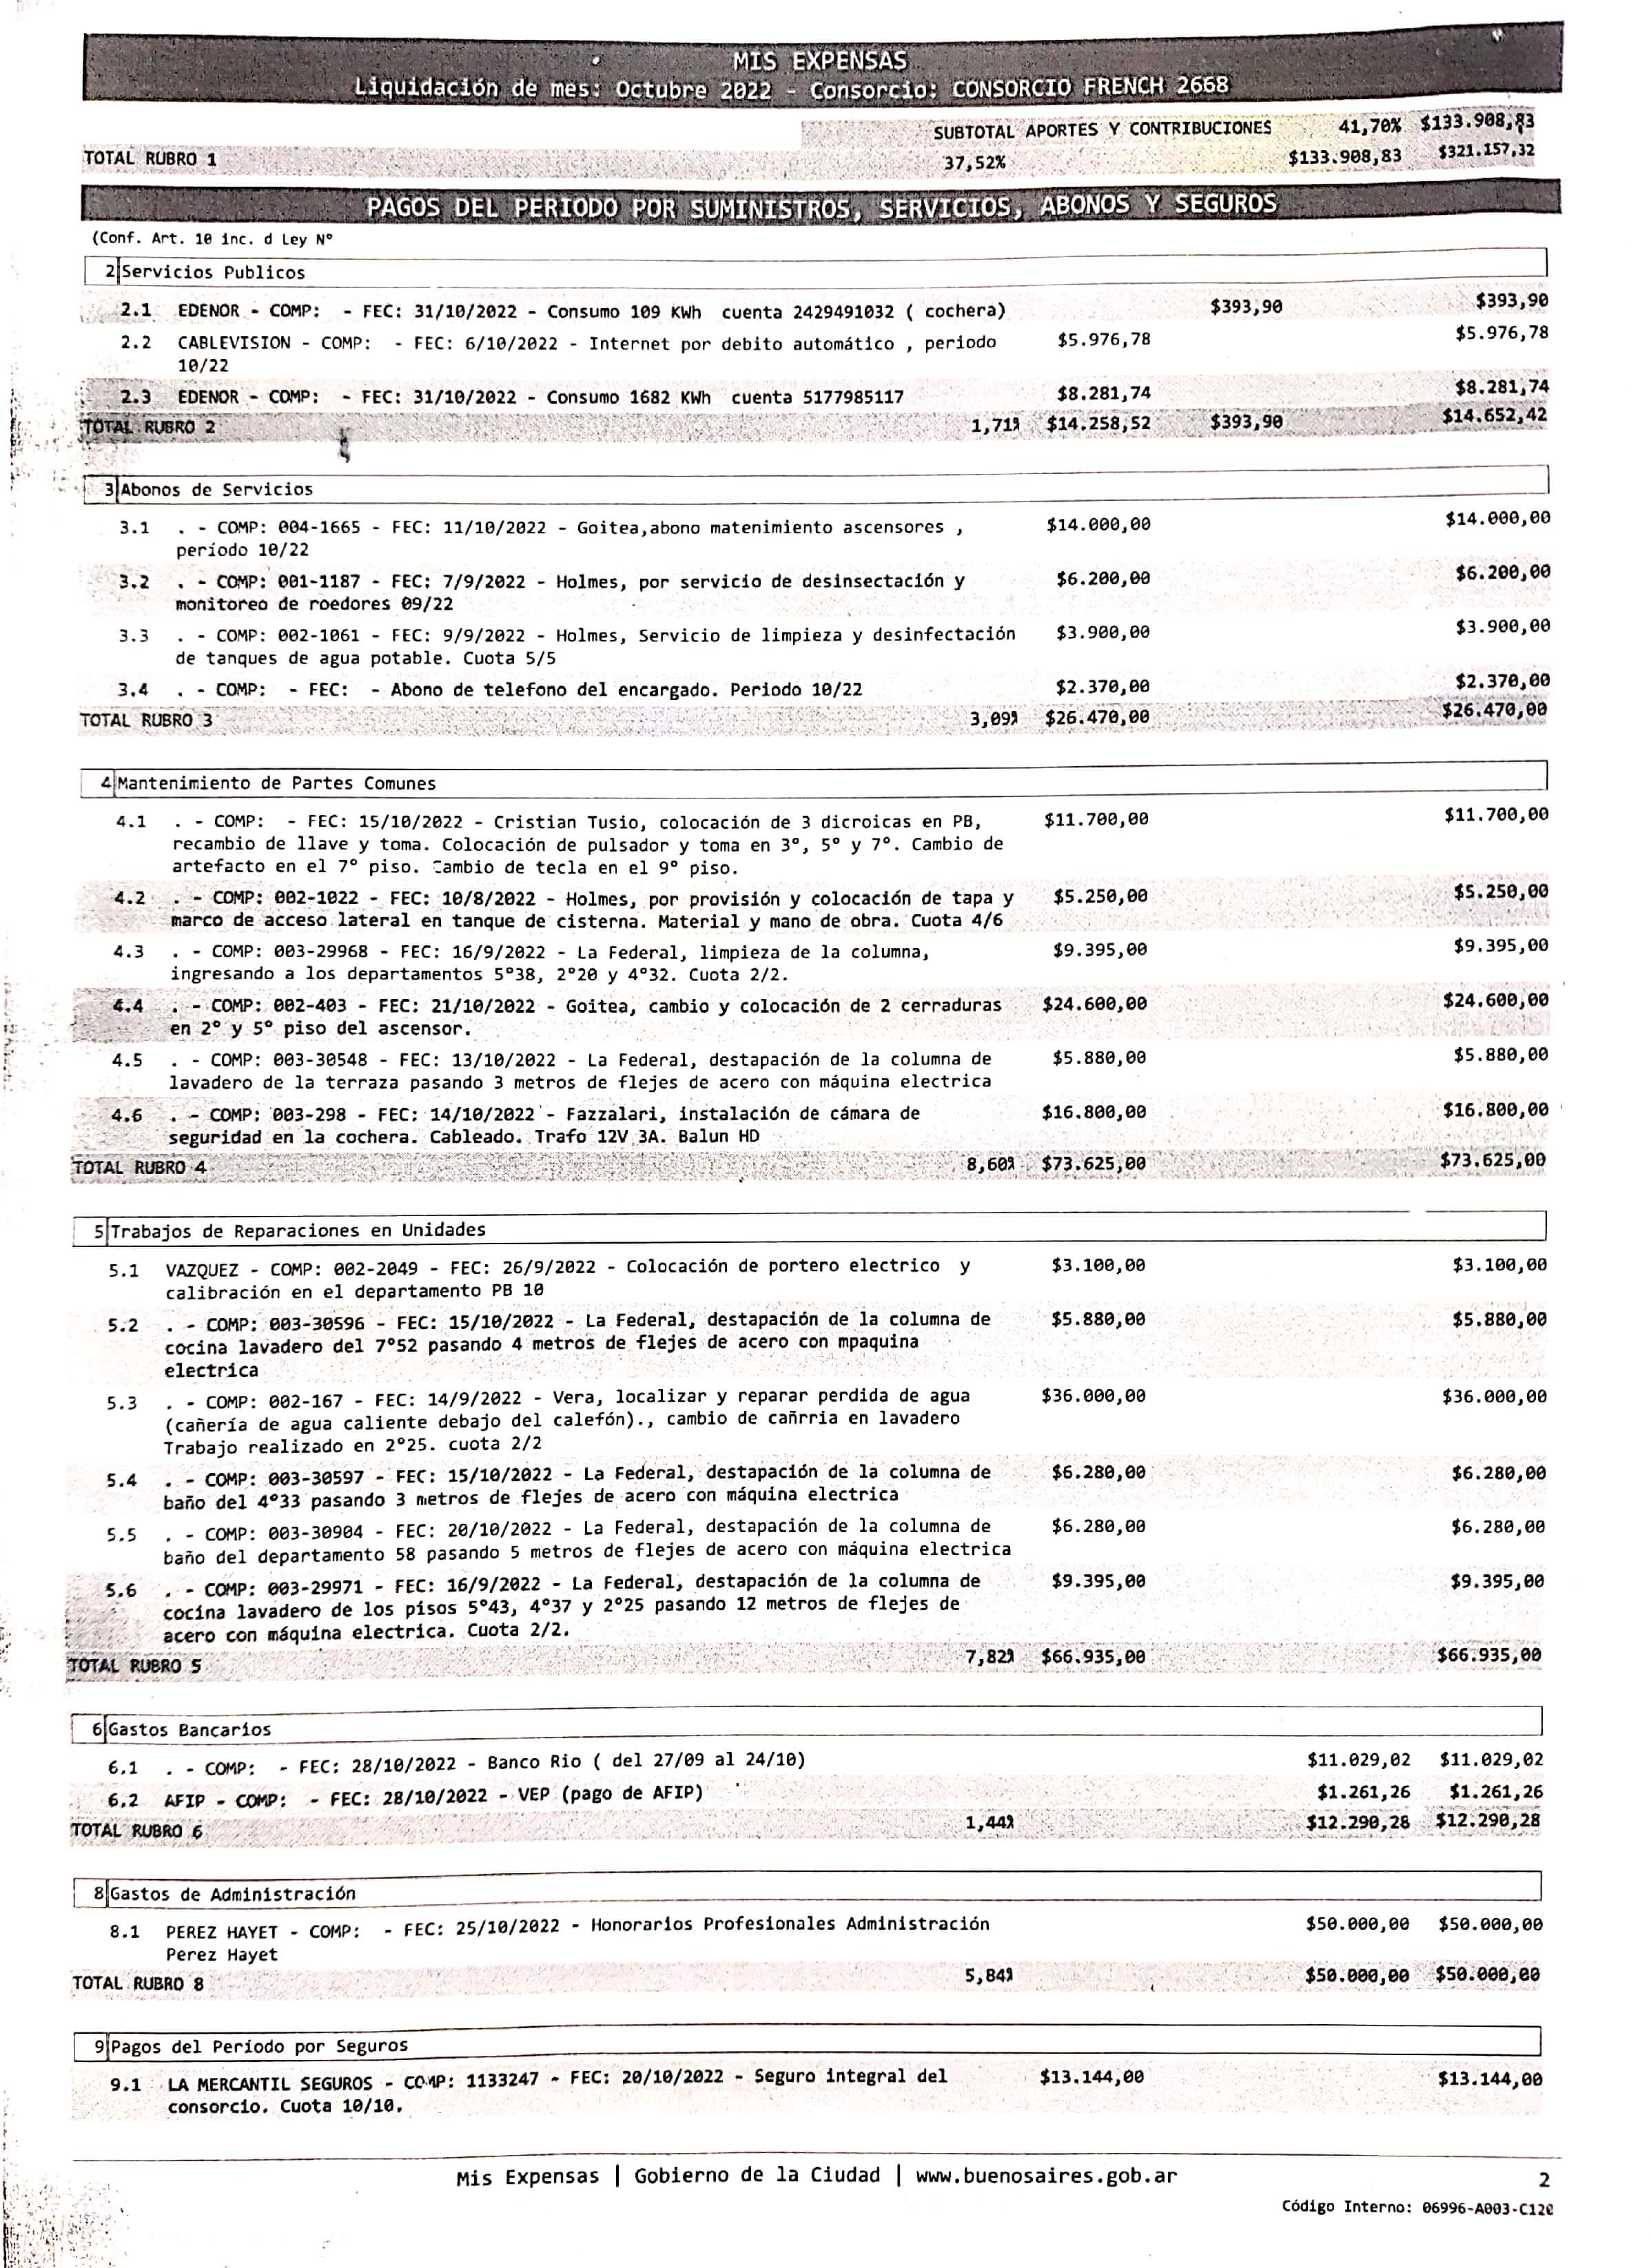 MIS EXPENSAS
Liquidación de mes: Octubre 2022 - Consorcio: CONSORCIO FRENCH 2668
SUBTOTAL APORTES Y CONTRIBUCIONES 41,70% $133.908,83
TOTAL RUBRO 1 37,52% $133.908,83 $321.157,32
PAGOS DEL PERIODO POR SUMINISTROS, SERVICIOS, ABONOS Y SEGUROS
(Conf. Art. 10 inc. d Ley Nº
2 Servicios Publicos
2.1 EDENOR - COMP: - FEC: 31/10/2022 - Consumo 109 KWh cuenta 2429491032 ( cochera) $393,90 $393,90
2.2 CABLEVISION - COMP: - FEC: 6/10/2022 - Internet por debito automático , periodo $5.976,78 $5.976,78
10/22
2.3 EDENOR - COMP: - FEC: 31/10/2022 - Consumo 1682 KWh cuenta 5177985117 $8.281,74 $8.281,74
TOTAL RUBRO 2 1,71% $14.258,52 $393,90 $14.652,42
3 Abonos de Servicios
3.1 . - COMP: 004-1665 - FEC: 11/10/2022 - Goitea,abono matenimiento ascensores , $14.000,00 $14.000,00
período 10/22
3.2 . - COMP: 001-1187 - FEC: 7/9/2022 - Holmes, por servicio de desinsectación y $6.200,00 $6.200,00
monitoreo de roedores 09/22
3.3 . - COMP: 002-1061 - FEC: 9/9/2022 - Holmes, Servicio de limpieza y desinfectación $3.900,00 $3.900,00
de tanques de agua potable. Cuota 5/5
3.4 . - COMP: - FEC: - Abono de telefono del encargado. Periodo 10/22 $2.370,00 $2.370,00
TOTAL RUBRO 3 3,09% $26.470,00 $26.470,00
4 Mantenimiento de Partes Comunes
4.1 . - COMP: - FEC: 15/10/2022 - Cristian Tusio, colocación de 3 dicroicas en PB, $11.700,00 $11.700,00
recambio de llave y toma. Colocación de pulsador y toma en 3º, 5º y 7º. Cambio de
artefacto en el 7º piso. Cambio de tecla en el 9º piso.
4.2 . - COMP: 002-1022 - FEC: 10/8/2022 - Holmes, por provisión y colocación de tapa y $5.250,00 $5.250,00
marco de acceso lateral en tanque de cisterna. Material y mano de obra. Cuota 4/6
4.3 . - COMP: 003-29968 - FEC: 16/9/2022 - La Federal, limpieza de la columna, $9.395,00 $9.395,00
ingresando a los departamentos 5º38, 2º20 y 4º32. Cuota 2/2.
4.4 . - COMP: 002-403 - FEC: 21/10/2022 - Goitea, cambio y colocación de 2 cerraduras $24.600,00 $24.600,00
en 2º y 5º piso del ascensor.
4.5 . - COMP: 003-30548 - FEC: 13/10/2022 - La Federal, destapación de la columna de $5.880,00 $5.880,00
lavadero de la terraza pasando 3 metros de flejes de acero con máquina electrica
4.6 . - COMP: 003-298 - FEC: 14/10/2022 - Fazzalari, instalación de cámara de $16.800,00 $16.800,00
seguridad en la cochera. Cableado. Trafo 12V 3A. Balun HD
TOTAL RUBRO 4 8,60% $73.625,00 $73.625,00
5 Trabajos de Reparaciones en Unidades
5.1 VAZQUEZ - COMP: 002-2049 - FEC: 26/9/2022 - Colocación de portero electrico y $3.100,00 $3.100,00
calibración en el departamento PB 10
5.2 . - COMP: 003-30596 - FEC: 15/10/2022 - La Federal, destapación de la columna de $5.880,00 $5.880,00
cocina lavadero del 7º52 pasando 4 metros de flejes de acero con mpaquina
electrica
5.3 . - COMP: 002-167 - FEC: 14/9/2022 - Vera, localizar y reparar perdida de agua $36.000,00 $36.000,00
(cañería de agua caliente debajo del calefón)., cambio de cañrria en lavadero
Trabajo realizado en 2º25. cuota 2/2
5.4 . - COMP: 003-30597 - FEC: 15/10/2022 - La Federal, destapación de la columna de $6.280,00 $6.280,00
baño del 4º33 pasando 3 metros de flejes de acero con máquina electrica
5.5 . - COMP: 003-30904 - FEC: 20/10/2022 - La Federal, destapación de la columna de $6.280,00 $6.280,00
baño del departamento 58 pasando 5 metros de flejes de acero con máquina electrica
5.6 . - COMP: 003-29971 - FEC: 16/9/2022 - La Federal, destapación de la columna de $9.395,00 $9.395,00
cocina lavadero de los pisos 5º43, 4º37 y 2º25 pasando 12 metros de flejes de
acero con máquina electrica. Cuota 2/2.
TOTAL RUBRO 5 7,82% $66.935,00 $66.935,00
6 Gastos Bancarios
6.1 . - COMP: - FEC: 28/10/2022 - Banco Rio ( del 27/09 al 24/10) $11.029,02 $11.029,02
6.2 AFIP - COMP: - FEC: 28/10/2022 - VEP (pago de AFIP) $1.261,26 $1.261,26
TOTAL RUBRO 6 1,44% $12.290,28 $12.290,28
8 Gastos de Administración
8.1 PEREZ HAYET - COMP: - FEC: 25/10/2022 - Honorarios Profesionales Administración $50.000,00 $50.000,00
Perez Hayet
TOTAL RUBRO 8 5,84% $50.000,00 $50.000,00
9 Pagos del Período por Seguros
9.1 LA MERCANTIL SEGUROS - COMP: 1133247 - FEC: 20/10/2022 - Seguro integral del $13.144,00 $13.144,00
consorcio. Cuota 10/10.
Mis Expensas | Gobierno de la Ciudad | www.buenosaires.gob.ar 2
Código Interno: 06996-A003-C120